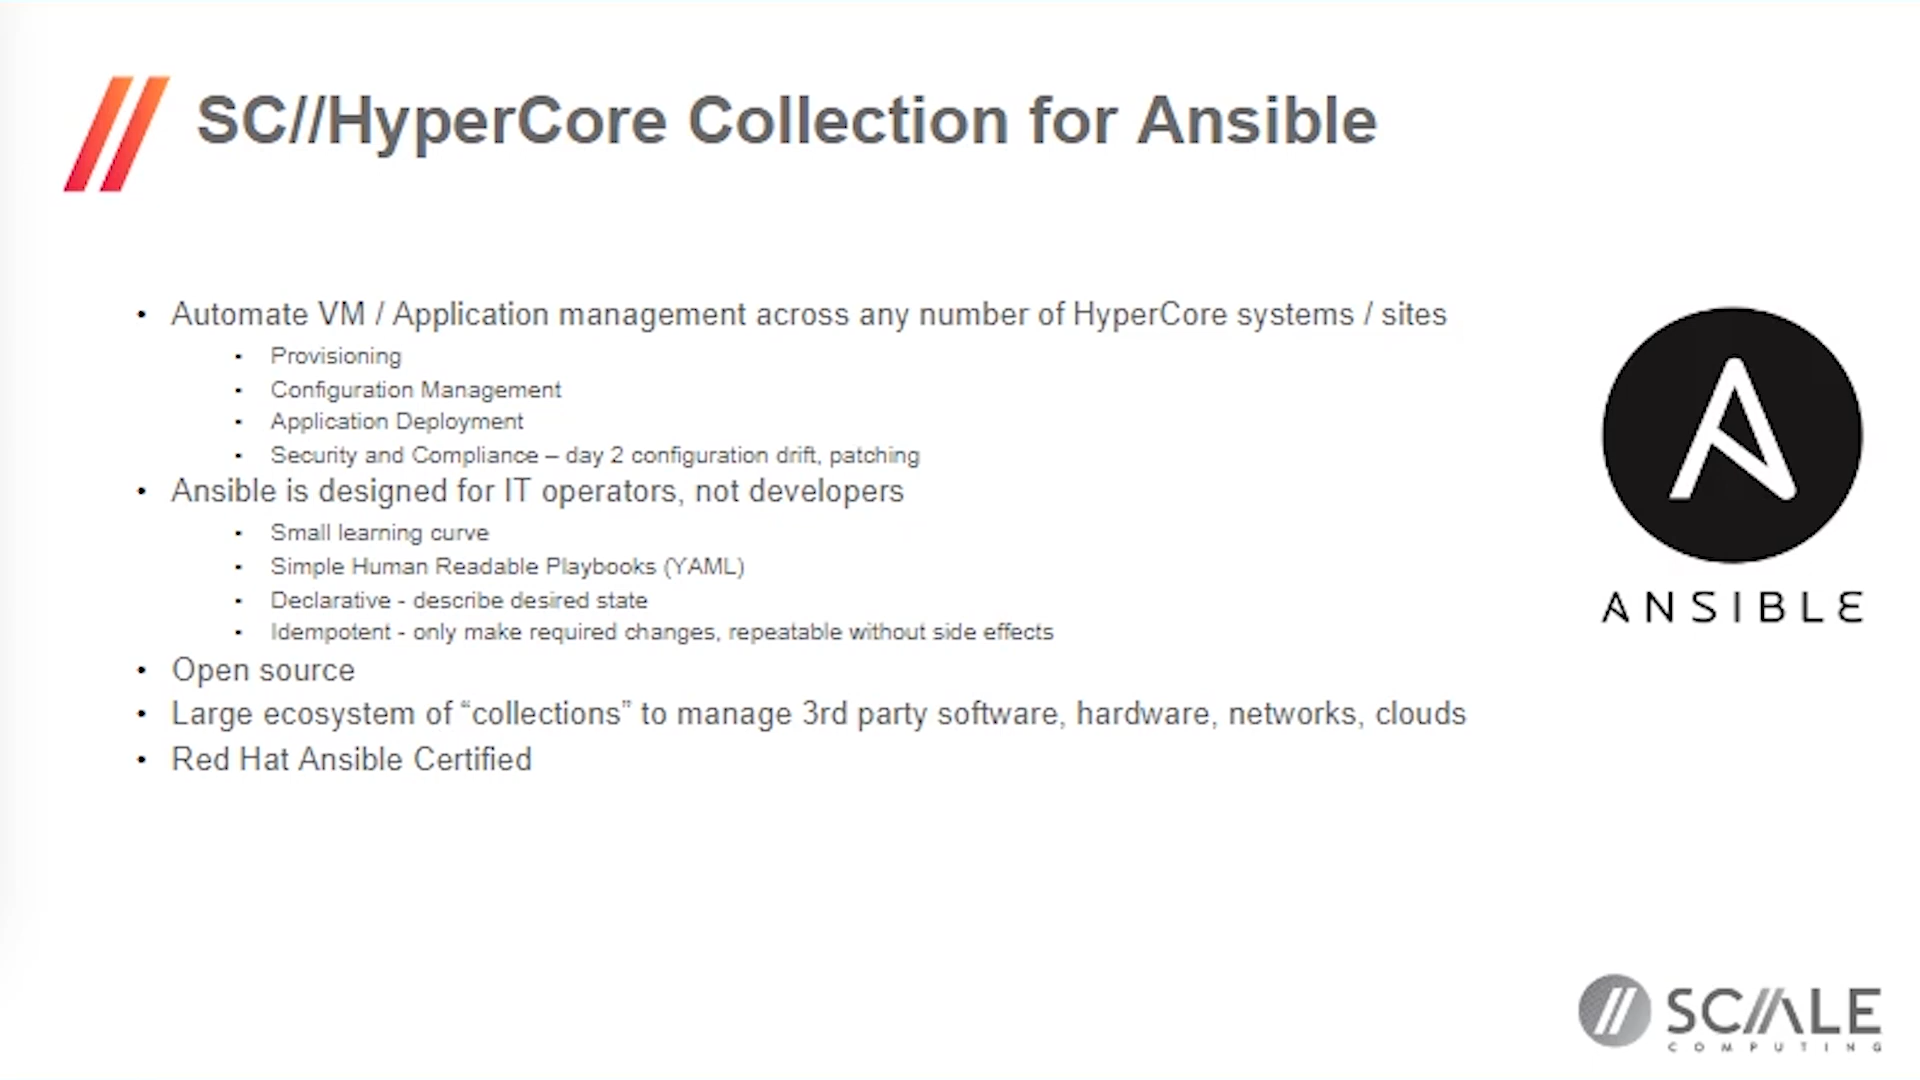 SC//HyperCore Collection for Ansible
• Automate VM / Application management across any number of HyperCore systems / sites
• Provisioning
• Configuration Management
• Application Deployment
• Security and Compliance – day 2 configuration drift, patching
• Ansible is designed for IT operators, not developers
• Small learning curve
• Simple Human Readable Playbooks (YAML)
• Declarative - describe desired state
• Idempotent - only make required changes, repeatable without side effects
• Open source
• Large ecosystem of “collections” to manage 3rd party software, hardware, networks, clouds
• Red Hat Ansible Certified
ANSIBLE
SCALE
COMPUTING